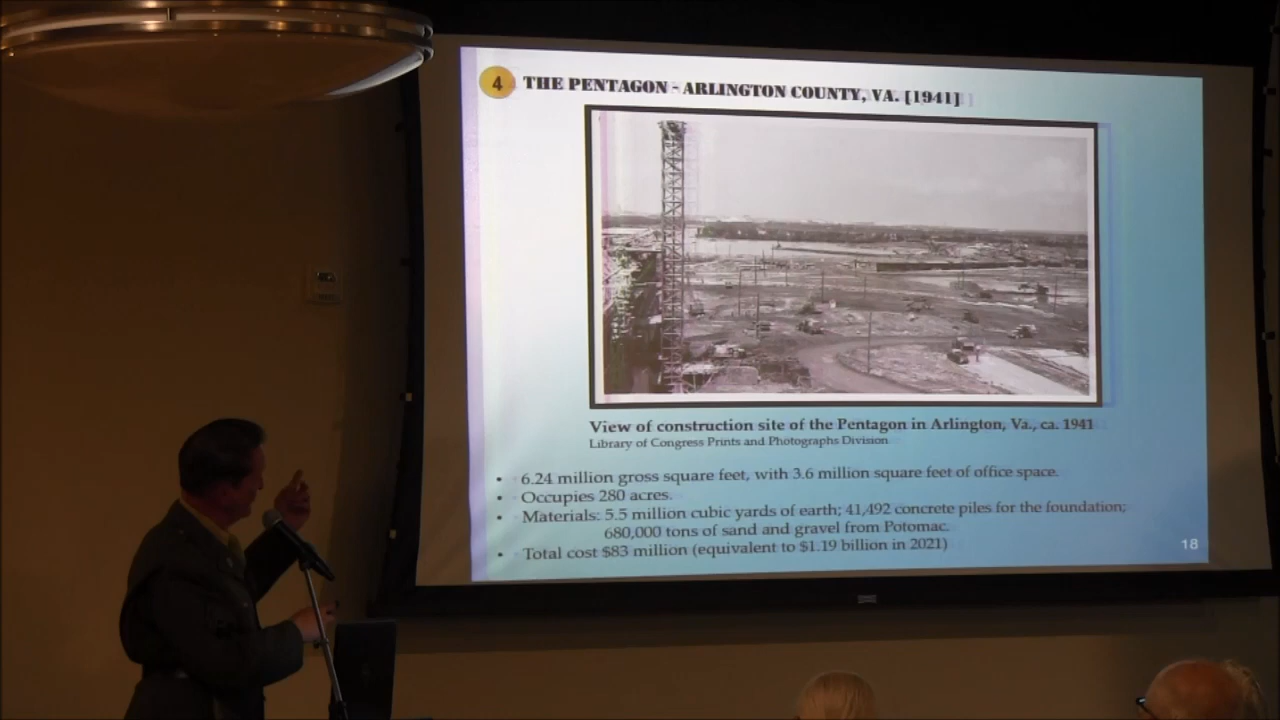 4 THE PENTAGON - ARLINGTON COUNTY, VA. [1941]
View of construction site of the Pentagon in Arlington, Va., ca. 1941
Library of Congress Prints and Photographs Division
• 6.24 million gross square feet, with 3.6 million square feet of office space.
• Occupies 280 acres.
• Materials: 5.5 million cubic yards of earth; 41,492 concrete piles for the foundation;
680,000 tons of sand and gravel from Potomac.
• Total cost $83 million (equivalent to $1.19 billion in 2021)
18